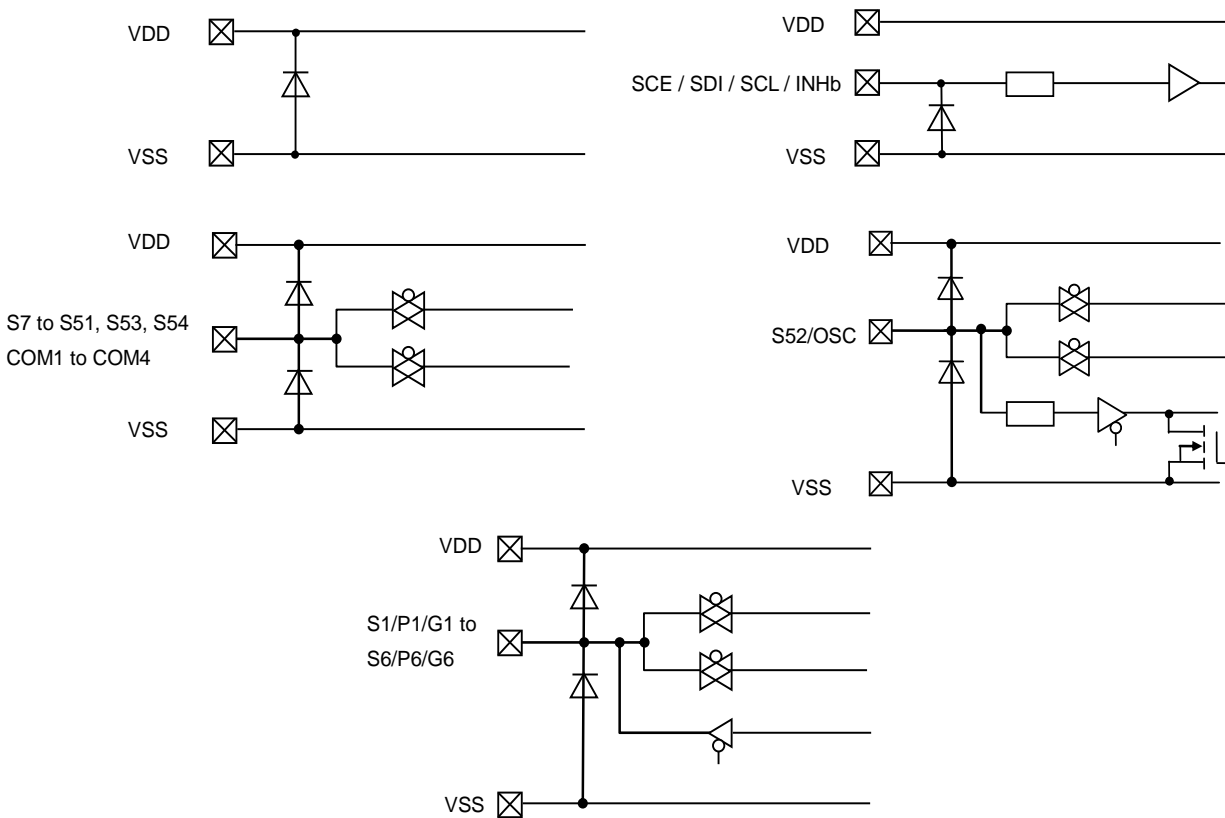 VDD
VSS
VDD
SCE / SDI / SCL / INHb
VSS
VDD
S7 to S51, S53, S54
COM1 to COM4
VSS
VDD
S52/OSC
VSS
VDD
S1/P1/G1 to
S6/P6/G6
VSS